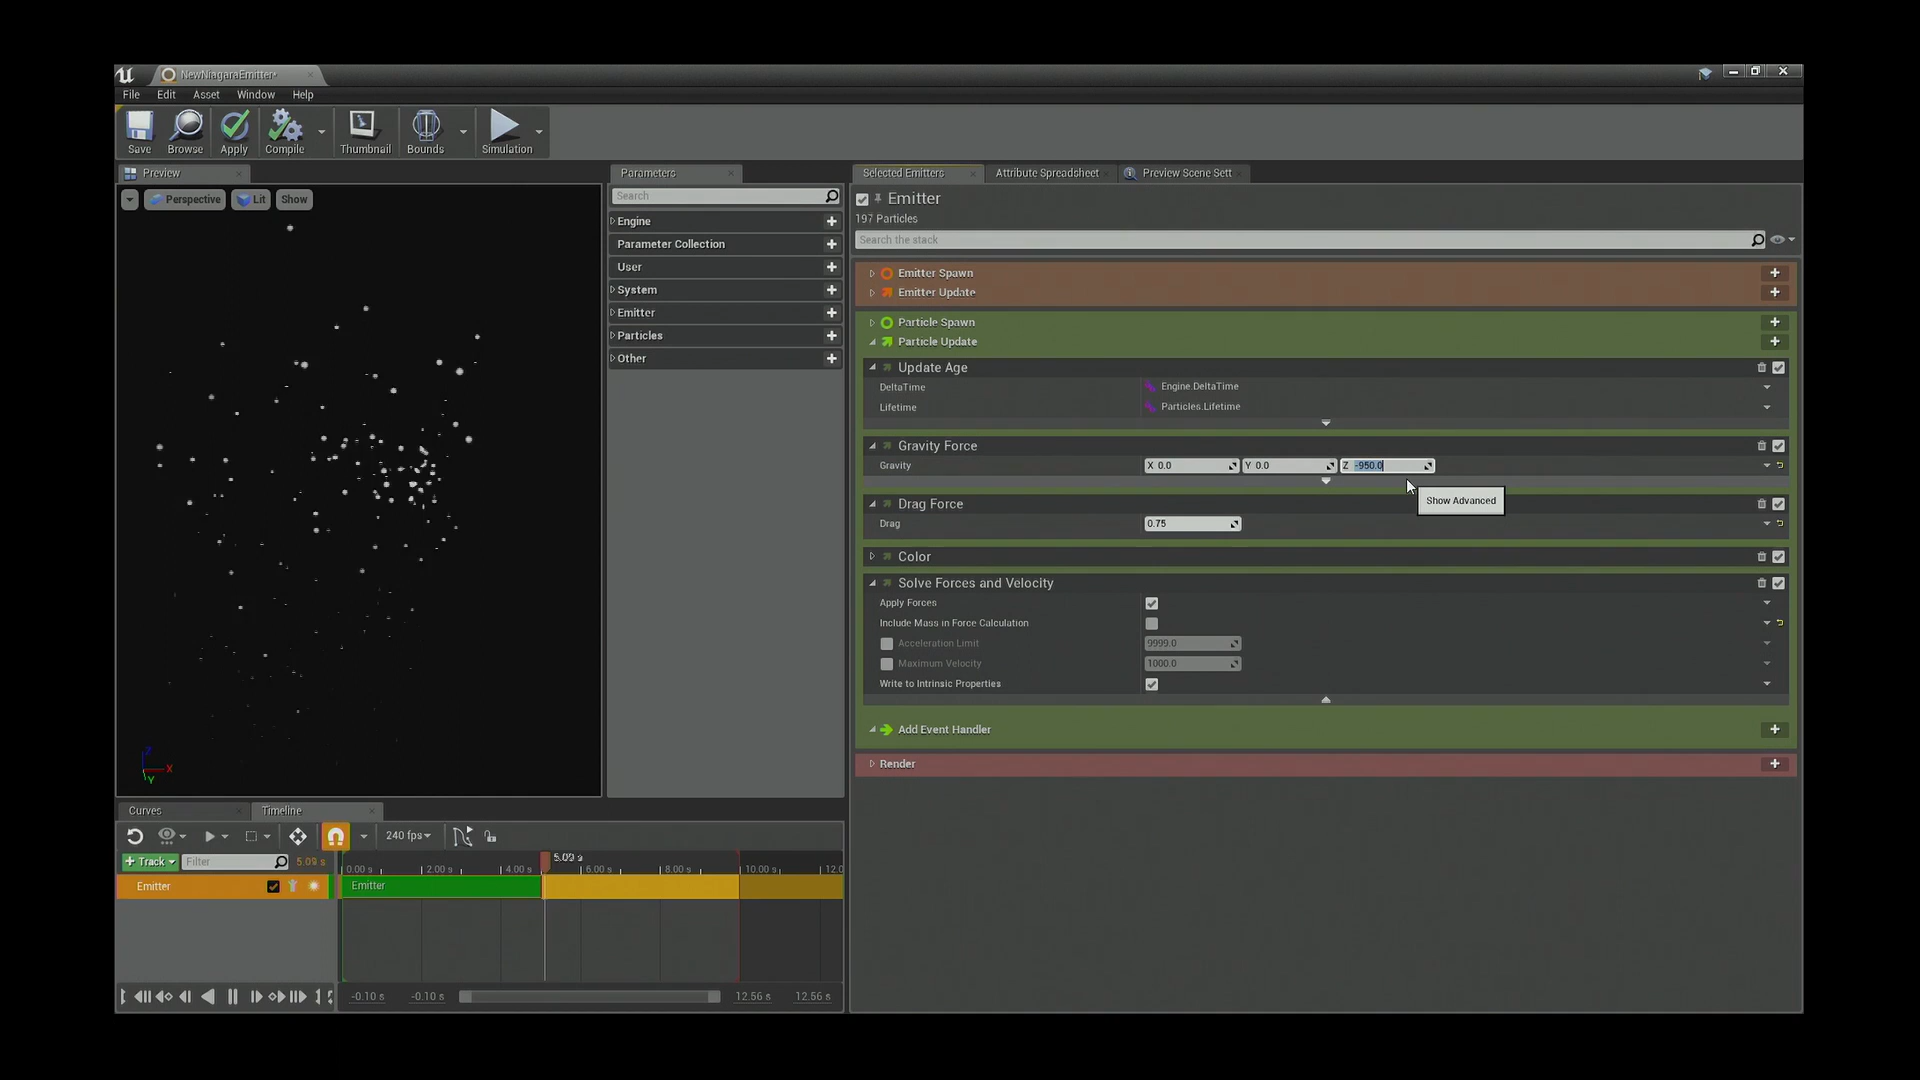 NewNiagaraEmitter*
File Edit Asset Window Help
Save Browse Apply Compile Thumbnail Bounds Simulation
Preview
Perspective Lit Show
Z
X
Y
Parameters
Search
Engine
Parameter Collection
User
System
Emitter
Particles
Other
Selected Emitters Attribute Spreadsheet Preview Scene Sett
Emitter
197 Particles
Search the stack
Emitter Spawn
Emitter Update
Particle Spawn
Particle Update
Update Age
DeltaTime Engine.DeltaTime
Lifetime Particles.Lifetime
Gravity Force
Gravity X 0.0 Y 0.0 Z -950.0
Show Advanced
Drag Force
Drag 0.75
Color
Solve Forces and Velocity
Apply Forces
Include Mass in Force Calculation
Acceleration Limit 9999.0
Maximum Velocity 1000.0
Write to Intrinsic Properties
Add Event Handler
Render
Curves Timeline
240 fps
Track Filter 5.09 s
5.09 s
0.00 s 2.00 s 4.00 s 6.00 s 8.00 s 10.00 s 12.0
Emitter
Emitter
-0.10 s -0.10 s 12.56 s 12.56 s